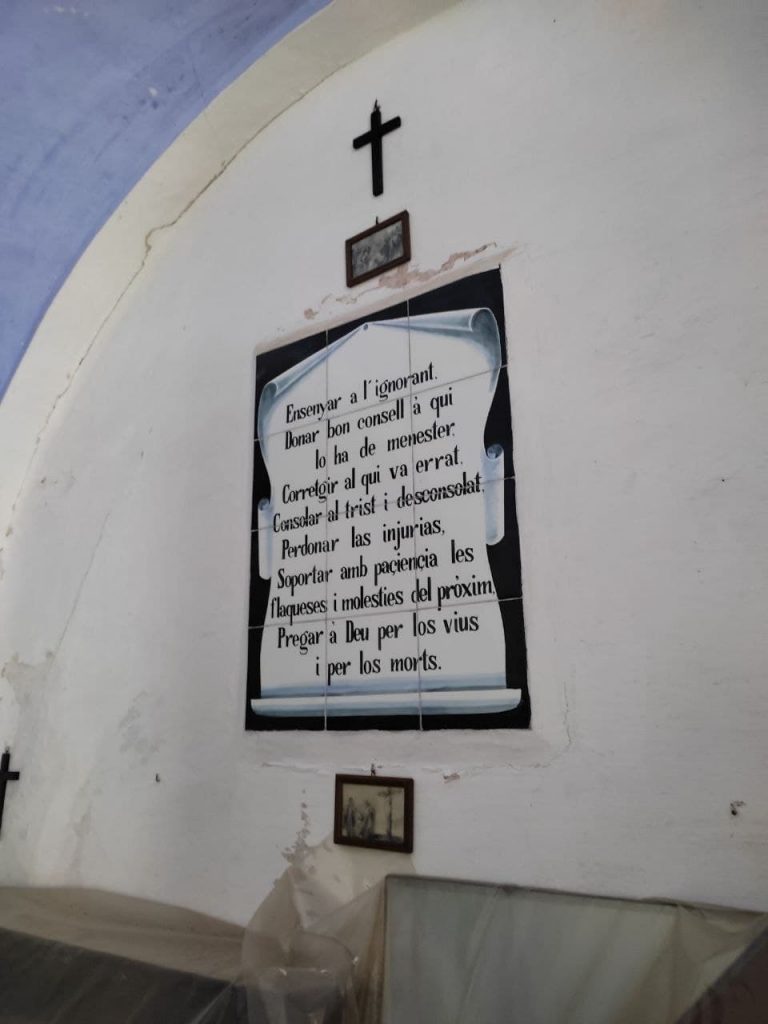 Ensenyar a l'ignorant.
Donar bon consell à qui
lo ha de menester.
Corretgir al qui va errat.
Consolar al trist i desconsolat.
Perdonar las injurias,
Soportar amb paçiençia les
flaqueses i molesties del pròxim.
Pregar à Deu per los vius
i per los morts.